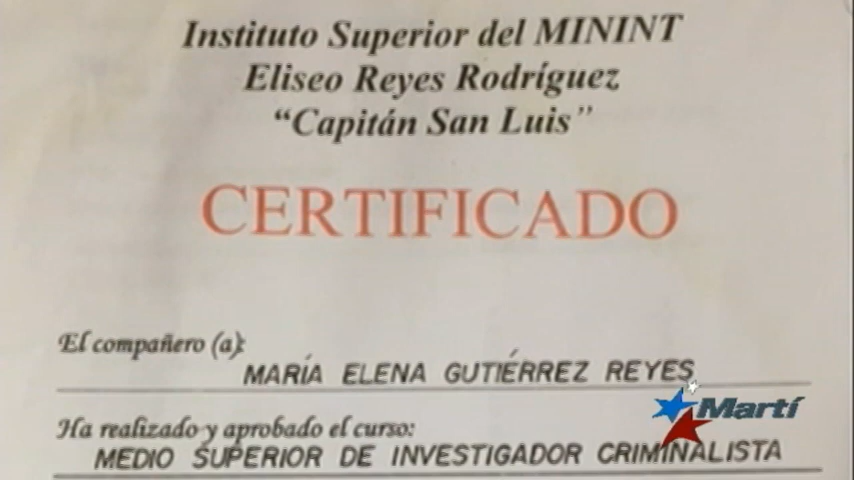 Instituto Superior del MININT
Eliseo Reyes Rodríguez
“Capitán San Luis”
CERTIFICADO
El compañero (a):
MARÍA ELENA GUTIÉRREZ REYES
Martí
Ha realizado y aprobado el curso:
MEDIO SUPERIOR DE INVESTIGADOR CRIMINALISTA